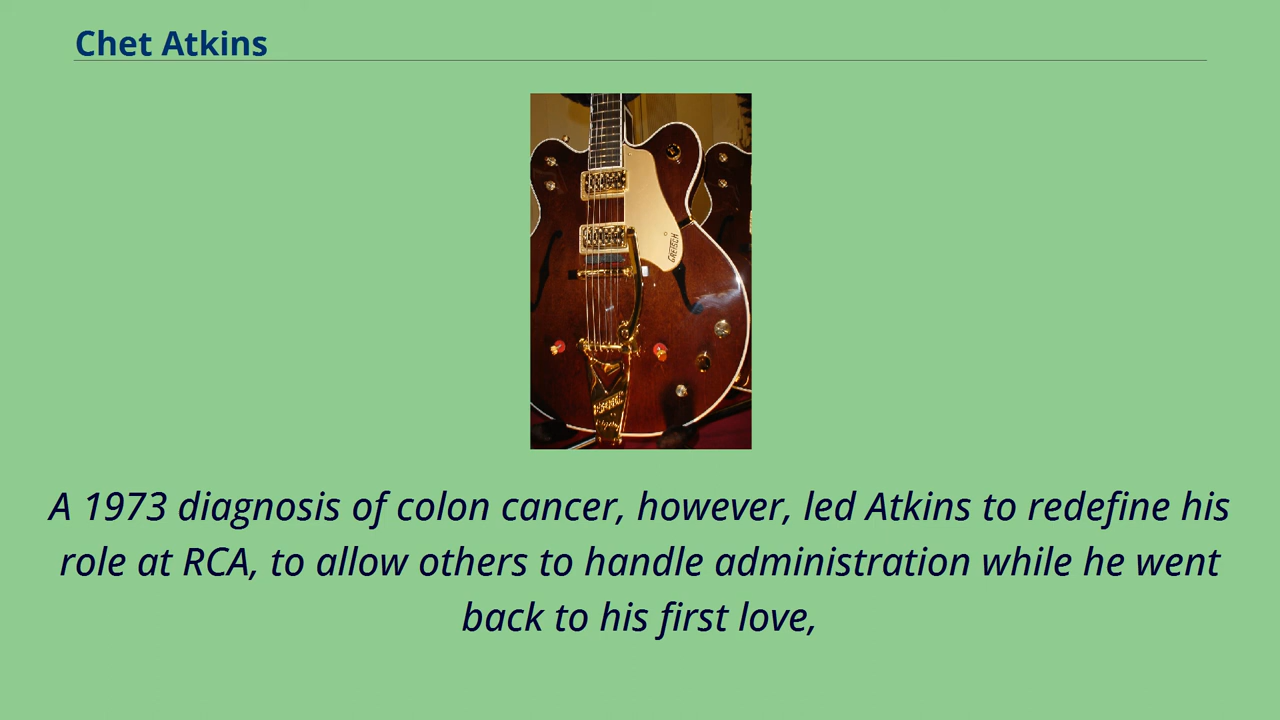 Chet Atkins
GRETSCH
A 1973 diagnosis of colon cancer, however, led Atkins to redefine his
role at RCA, to allow others to handle administration while he went
back to his first love,